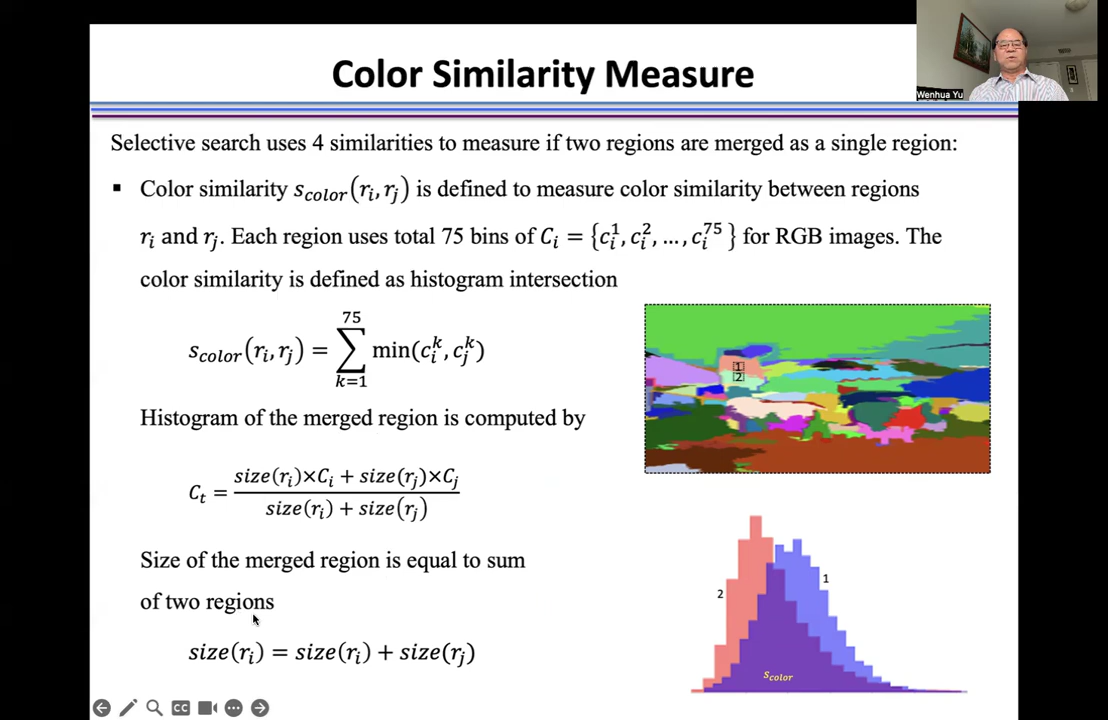 Color Similarity Measure
Wenhua Yu
Selective search uses 4 similarities to measure if two regions are merged as a single region:
▪ Color similarity s_color(r_i, r_j) is defined to measure color similarity between regions
r_i and r_j. Each region uses total 75 bins of C_i = {c_i^1, c_i^2, …, c_i^75} for RGB images. The
color similarity is defined as histogram intersection
s_color(r_i, r_j) = ∑_{k=1}^{75} min(c_i^k, c_j^k)
1
2
Histogram of the merged region is computed by
C_t = (size(r_i)×C_i + size(r_j)×C_j) / (size(r_i) + size(r_j))
Size of the merged region is equal to sum
of two regions
size(r_i) = size(r_i) + size(r_j)
2
1
s_color
CC